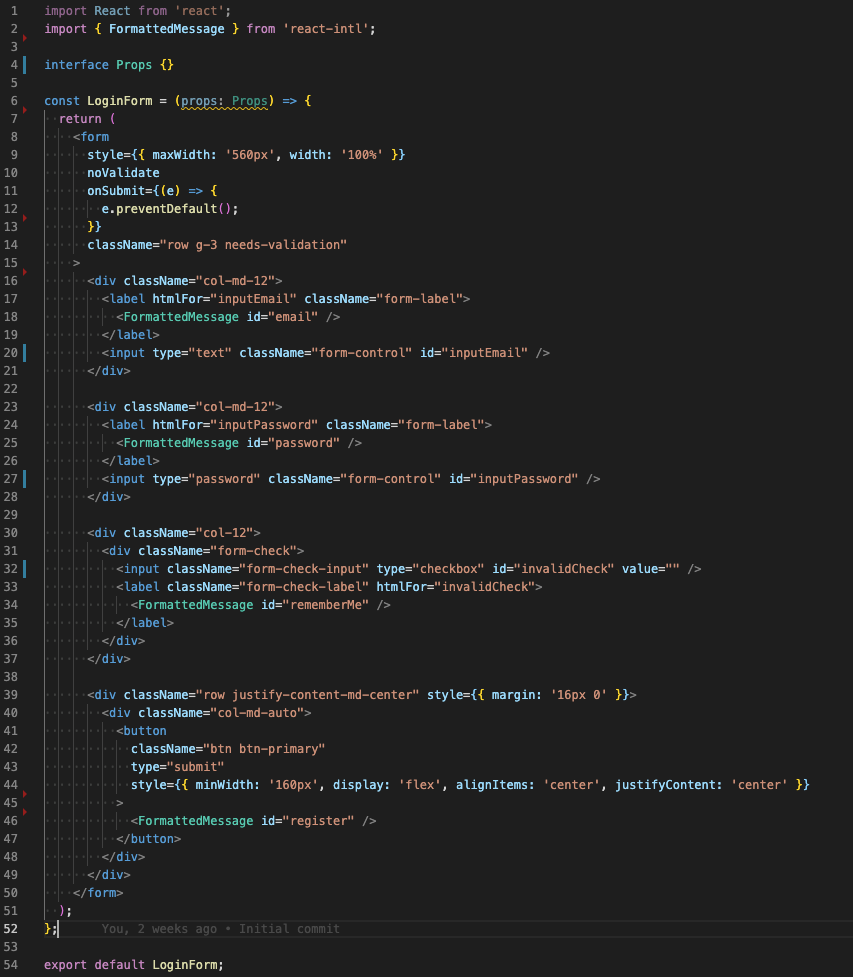 1 import React from 'react';
2 import { FormattedMessage } from 'react-intl';
3
4 interface Props {}
5
6 const LoginForm = (props: Props) => {
7   return (
8     <form
9       style={{ maxWidth: '560px', width: '100%' }}
10       noValidate
11       onSubmit={(e) => {
12         e.preventDefault();
13       }}
14       className="row g-3 needs-validation"
15     >
16       <div className="col-md-12">
17         <label htmlFor="inputEmail" className="form-label">
18           <FormattedMessage id="email" />
19         </label>
20         <input type="text" className="form-control" id="inputEmail" />
21       </div>
22
23       <div className="col-md-12">
24         <label htmlFor="inputPassword" className="form-label">
25           <FormattedMessage id="password" />
26         </label>
27         <input type="password" className="form-control" id="inputPassword" />
28       </div>
29
30       <div className="col-12">
31         <div className="form-check">
32           <input className="form-check-input" type="checkbox" id="invalidCheck" value="" />
33           <label className="form-check-label" htmlFor="invalidCheck">
34             <FormattedMessage id="rememberMe" />
35           </label>
36         </div>
37       </div>
38
39       <div className="row justify-content-md-center" style={{ margin: '16px 0' }}>
40         <div className="col-md-auto">
41           <button
42             className="btn btn-primary"
43             type="submit"
44             style={{ minWidth: '160px', display: 'flex', alignItems: 'center', justifyContent: 'center' }}
45           >
46             <FormattedMessage id="register" />
47           </button>
48         </div>
49       </div>
50     </form>
51   );
52 };      You, 2 weeks ago • Initial commit
53
54 export default LoginForm;